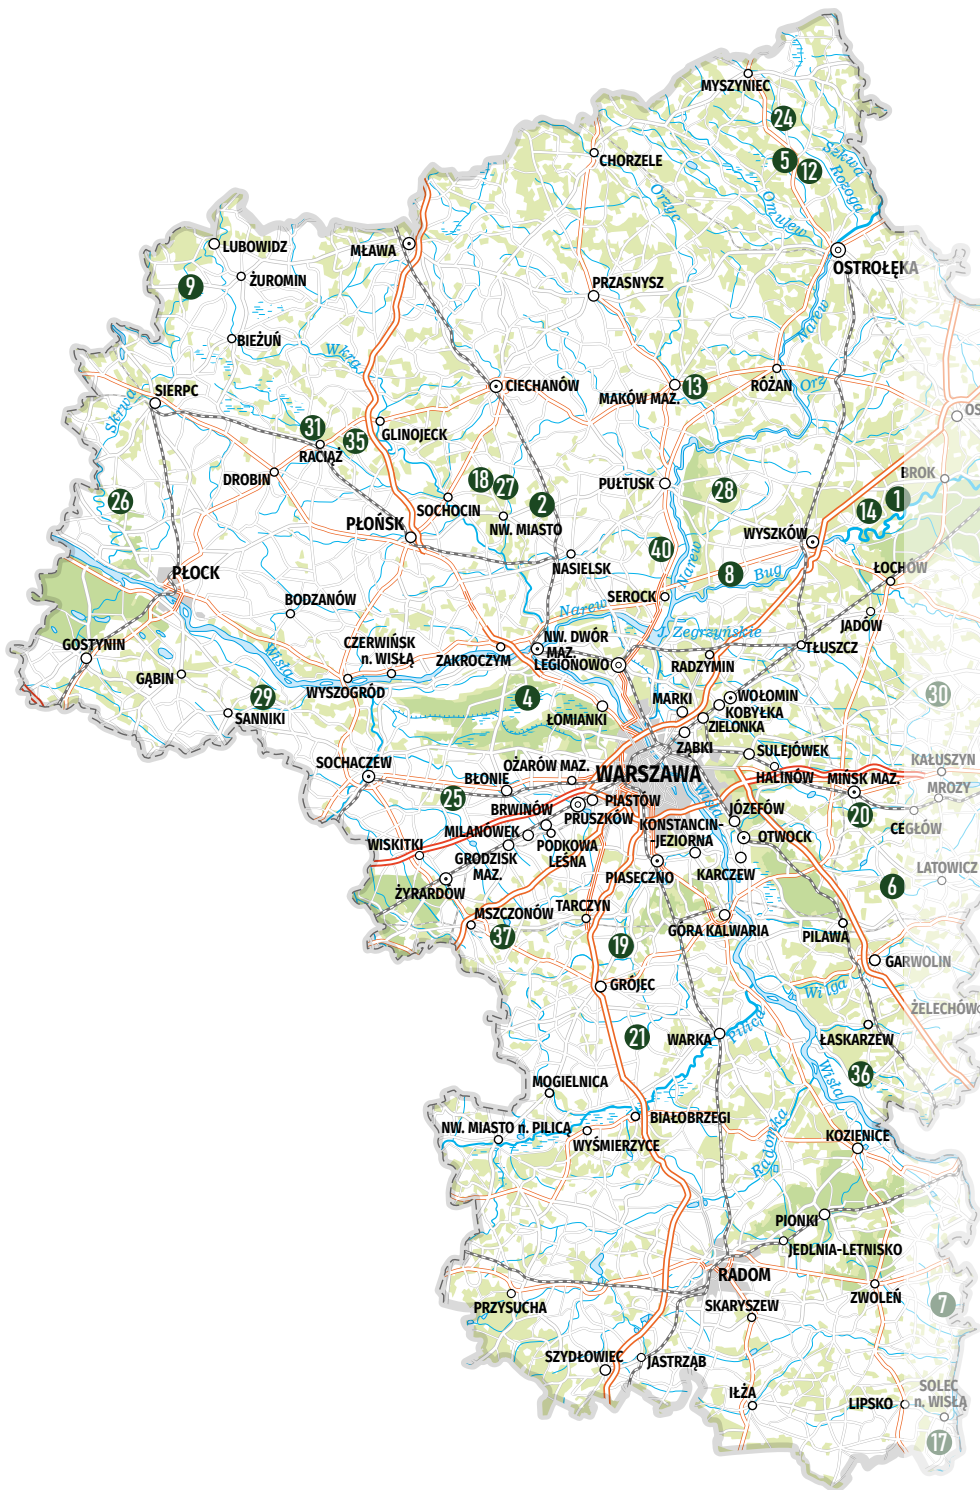 MYSZYNIEC
24
CHORZELE
5
12
Szkwa
Rozoga
Orzyc
Omulew
LUBOWIDZ
MŁAWA
OSTROŁĘKA
ŻUROMIN
9
PRZASNYSZ
Narew
BIEŻUŃ
Wkra
SIERPC
CIECHANÓW
MAKÓW MAZ.
13
RÓŻAN
Orz
Skrwa
GLINOJECK
31
35
RACIĄŻ
OS
DROBIN
BROK
26
18
27
2
PUŁTUSK
28
14
1
SOCHOCIN
NW. MIASTO
PŁOŃSK
WYSZKÓW
40
Narew
NASIELSK
8
Bug
ŁOCHÓW
PŁOCK
SEROCK
BODZANÓW
Narew
JADÓW
J. Zegrzyńskie
GOSTYNIN
CZERWIŃSK
n. WISŁĄ
NW. DWÓR
MAZ.
TŁUSZCZ
ZAKROCZYM
LEGIONOWO
RADZYMIN
Wisła
GĄBIN
WYSZOGRÓD
29
SANNIKI
4
ŁOMIANKI
MARKI
WOŁOMIN
KOBYŁKA
ZIELONKA
30
ZĄBKI
SULEJÓWEK
SOCHACZEW
OŻARÓW MAZ.
WARSZAWA
HALINÓW
MIŃSK MAZ.
KAŁUSZYN
BŁONIE
MROZY
25
BRWINÓW
PIASTÓW
PRUSZKÓW
Wisła
JÓZEFÓW
20
CEGŁÓW
MILANÓWEK
KONSTANCIN-
-JEZIORNA
OTWOCK
WISKITKI
GRODZISK
MAZ.
PODKOWA
LEŚNA
PIASECZNO
KARCZEW
LATOWICZ
ŻYRARDÓW
6
MSZCZONÓW
TARCZYN
GÓRA KALWARIA
PILAWA
37
19
GARWOLIN
GRÓJEC
Wilga
ŻELECHÓW
21
WARKA
Pilica
ŁASKARZEW
36
MOGIELNICA
Wisła
NW. MIASTO n. PILICĄ
BIAŁOBRZEGI
WYŚMIERZYCE
Radomka
KOZIENICE
PIONKI
JEDLNIA-LETNISKO
RADOM
PRZYSUCHA
SKARYSZEW
ZWOLEŃ
7
SZYDŁOWIEC
JASTRZĄB
IŁŻA
LIPSKO
SOLEC
n. WISŁĄ
17